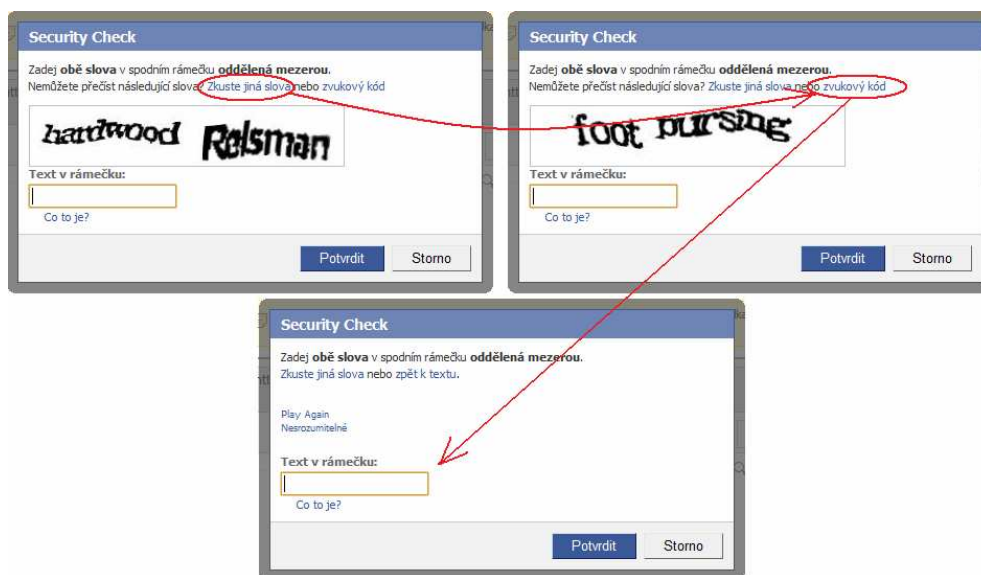 Security Check
Zadej obě slova v spodním rámečku oddělená mezerou.
Nemůžete přečíst následující slova? Zkuste jiná slova nebo zvukový kód
hardwood Relsman
Text v rámečku:
Co to je?
Potvrdit Storno
Security Check
Zadej obě slova v spodním rámečku oddělená mezerou.
Nemůžete přečíst následující slova? Zkuste jiná slova nebo zvukový kód
foot pursing
Text v rámečku:
Co to je?
Potvrdit Storno
Security Check
Zadej obě slova v spodním rámečku oddělená mezerou.
Zkuste jiná slova nebo zpět k textu.
Play Again
Nesrozumitelné
Text v rámečku:
Co to je?
Potvrdit Storno